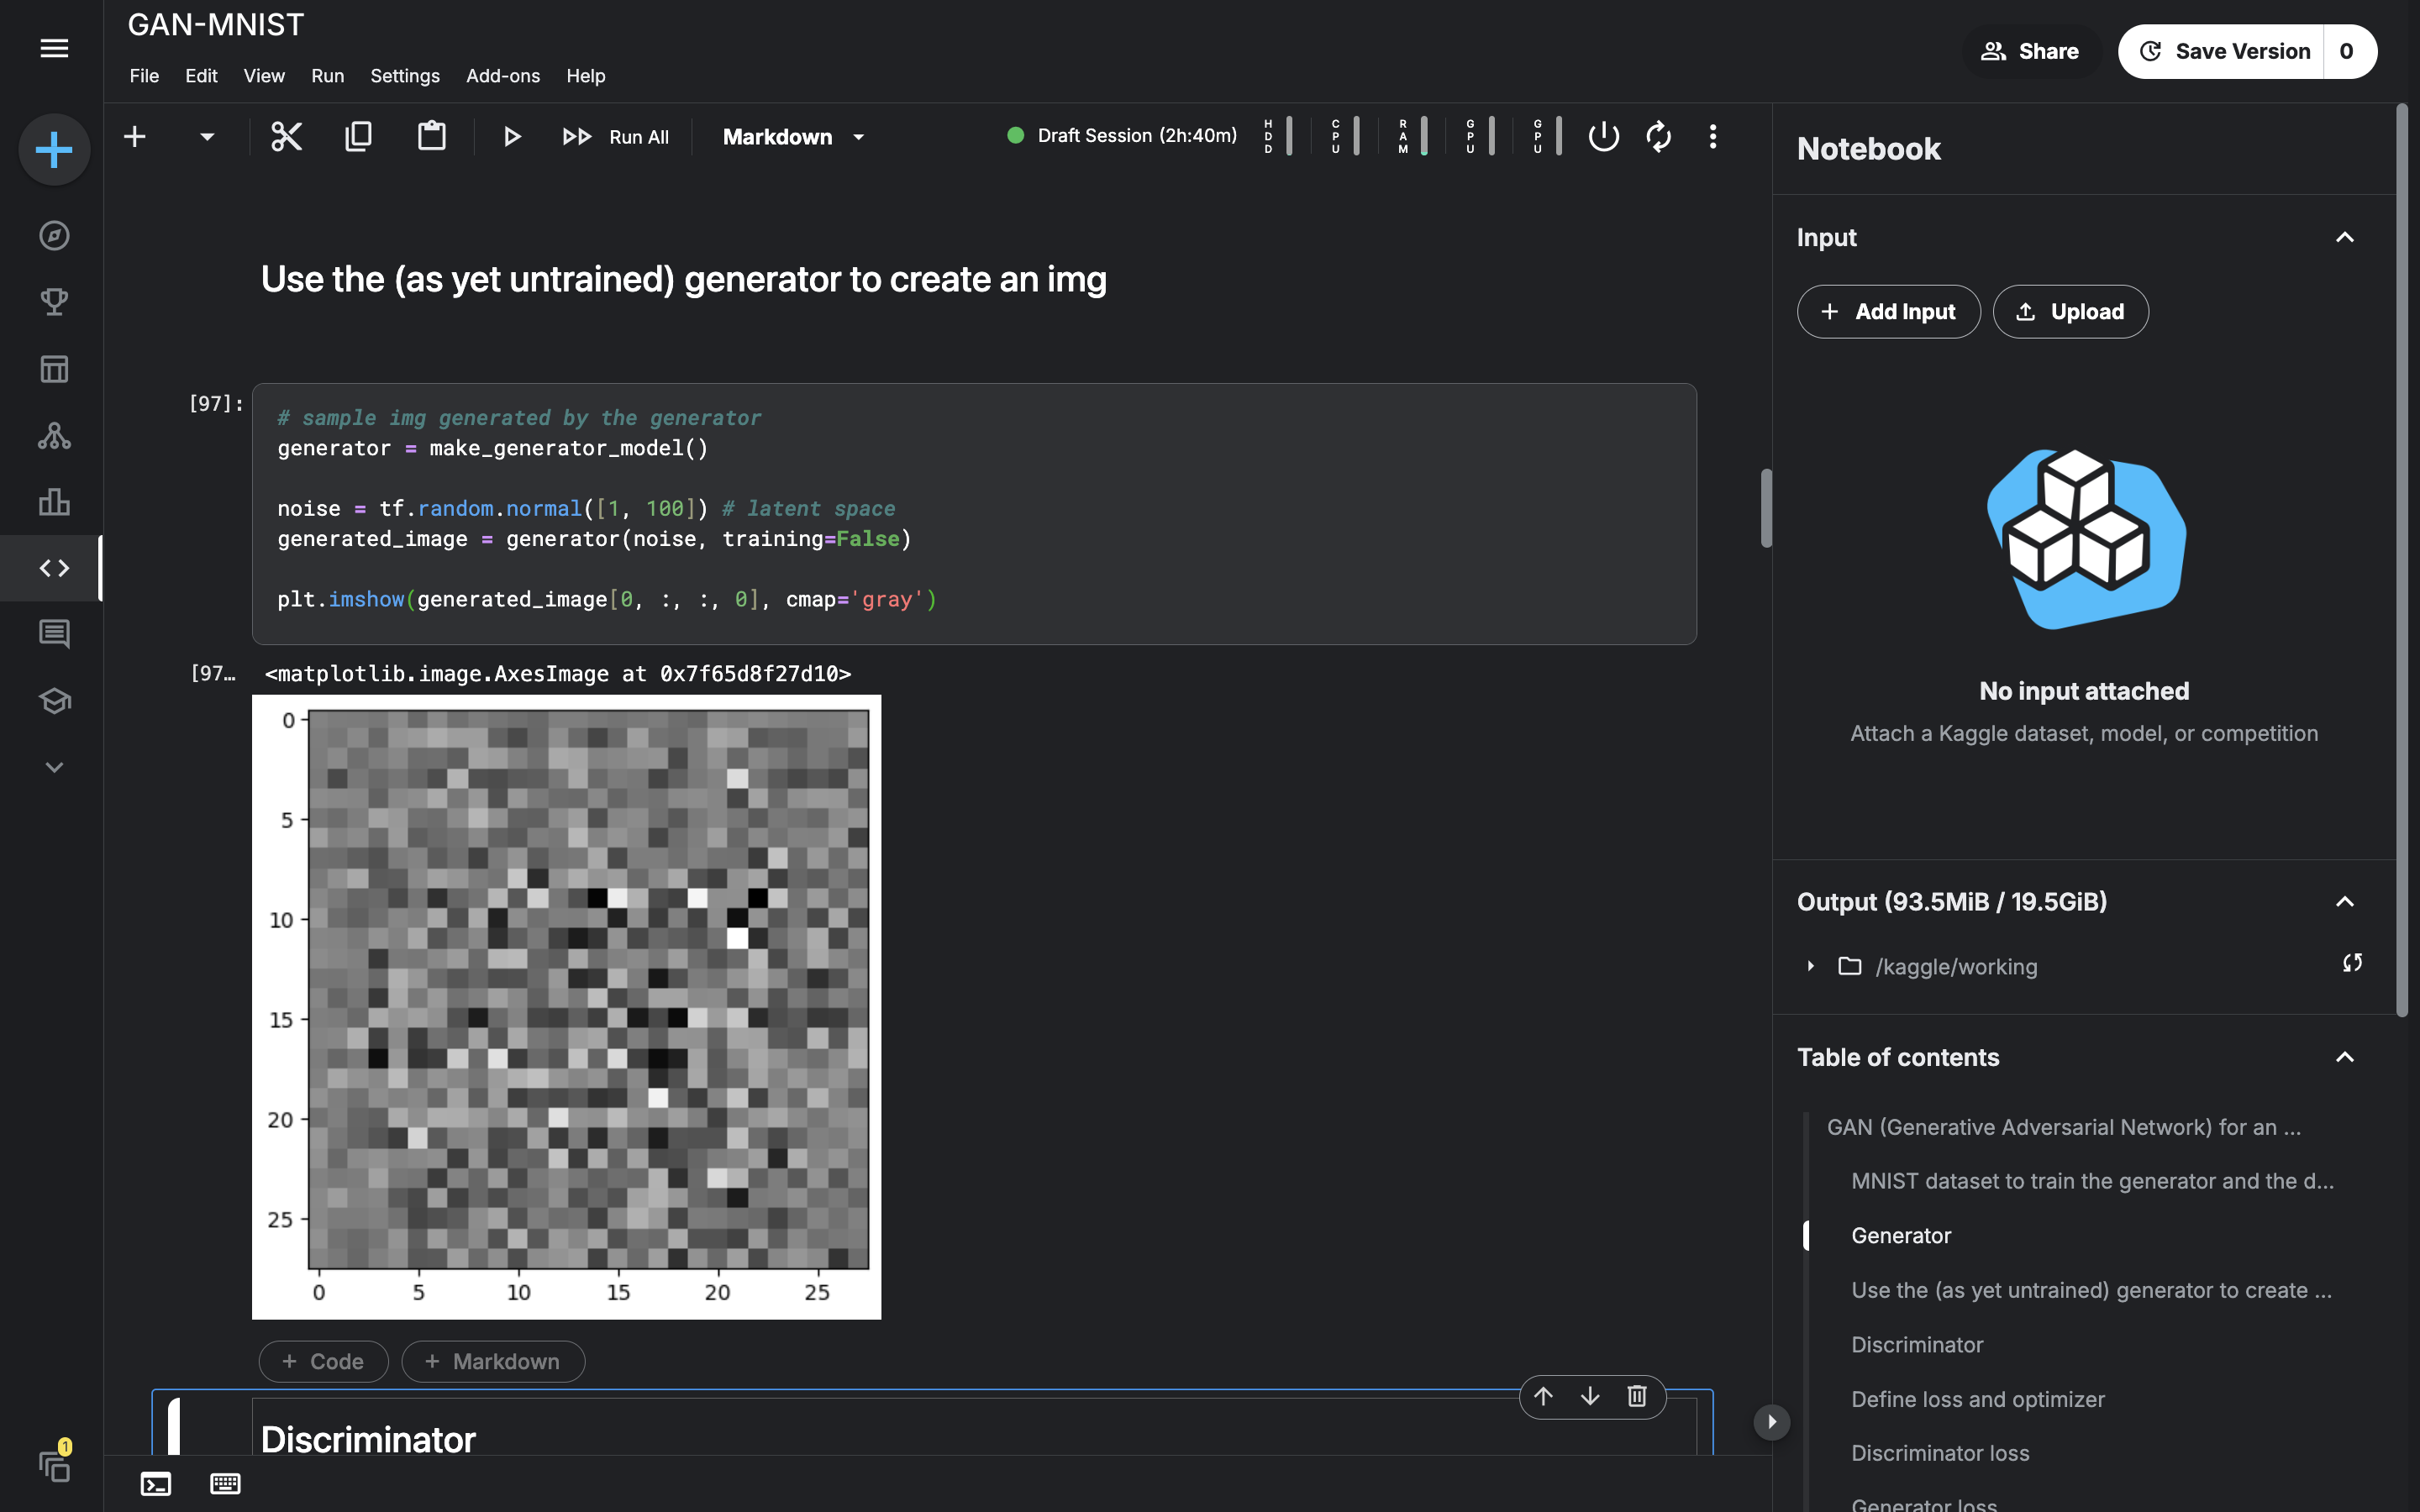 GAN-MNIST
File Edit View Run Settings Add-ons Help
Share
Save Version 0
Run All
Markdown
Draft Session (2h:40m)
HDD
CPU
RAM
GPU
GPU
Use the (as yet untrained) generator to create an img
[97]:
# sample img generated by the generator
generator = make_generator_model()
noise = tf.random.normal([1, 100]) # latent space
generated_image = generator(noise, training=False)
plt.imshow(generated_image[0, :, :, 0], cmap='gray')
[97…
<matplotlib.image.AxesImage at 0x7f65d8f27d10>
0
5
10
15
20
25
0 5 10 15 20 25
+ Code
+ Markdown
Discriminator
1
Notebook
Input
+ Add Input
Upload
No input attached
Attach a Kaggle dataset, model, or competition
Output (93.5MiB / 19.5GiB)
/kaggle/working
Table of contents
GAN (Generative Adversarial Network) for an ...
MNIST dataset to train the generator and the d...
Generator
Use the (as yet untrained) generator to create ...
Discriminator
Define loss and optimizer
Discriminator loss
Generator loss